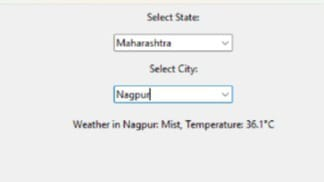 Select State:
Maharashtra
Select City:
Nagpur
Weather in Nagpur: Mist, Temperature: 36.1°C